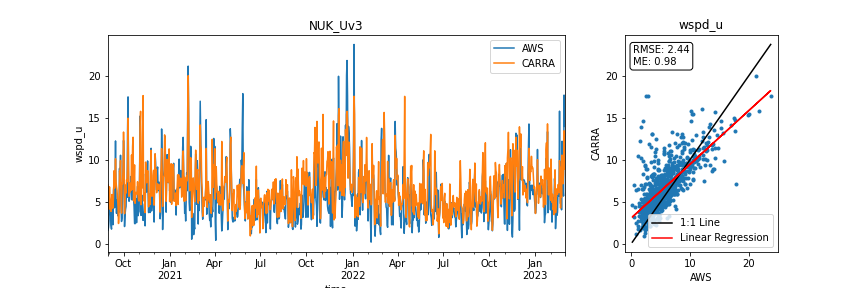 NUK_Uv3
wspd_u
20
15
10
5
0
AWS
CARRA
Oct
Jan
2021
Apr
Jul
Oct
Jan
2022
Apr
Jul
Oct
Jan
2023
time
wspd_u
CARRA
RMSE: 2.44
ME: 0.98
20
15
10
5
0
1:1 Line
Linear Regression
0
10
20
AWS